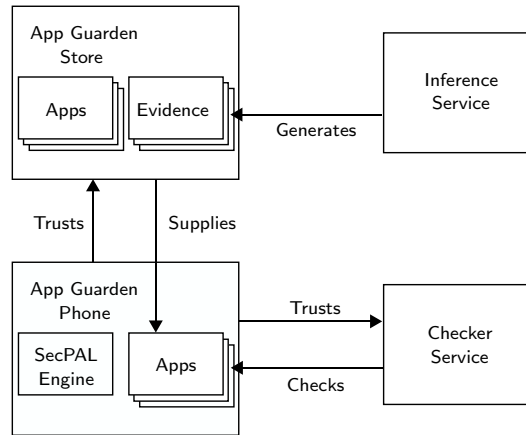 App Guarden
Store
Apps
Evidence
Generates
Inference
Service
Trusts
Supplies
App Guarden
Phone
SecPAL
Engine
Apps
Trusts
Checks
Checker
Service